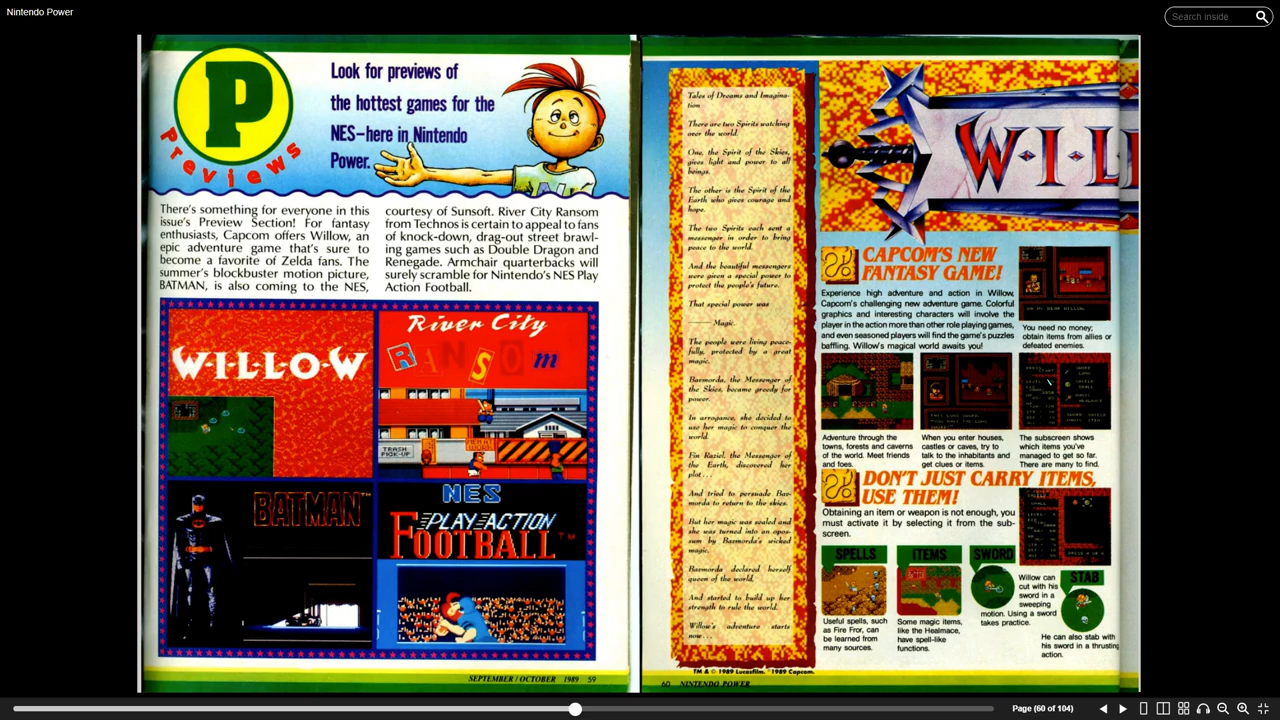 Nintendo Power
Search inside
P
Previews
Look for previews of
the hottest games for the
NES–here in Nintendo
Power.
There's something for everyone in this
issue's Preview Section! For fantasy
enthusiasts, Capcom offers Willow, an
epic adventure game that's sure to
become a favorite of Zelda fans. The
summer's blockbuster motion picture,
BATMAN, is also coming to the NES,
courtesy of Sunsoft. River City Ransom
from Technos is certain to appeal to fans
of knock-down, drag-out street brawl-
ing games such as Double Dragon and
Renegade. Armchair quarterbacks will
surely scramble for Nintendo's NES Play
Action Football.
W·I·L·L·O·W
River City
RANSOm
TRASH
PICK-UP
BATMAN™
NES
PLAY ACTION
FOOTBALL™
SEPTEMBER / OCTOBER 1989 59
Tales of Dreams and Imagina-
tion
There are two Spirits watching
over the world.
One, the Spirit of the Skies,
gives light and power to all
beings.
The other is the Spirit of the
Earth who gives courage and
hope.
The two Spirits each sent a
messenger in order to bring
peace to the world.
And the beautiful messengers
were given a special power to
protect the people's future.
That special power was
——— Magic.
The people were living peace-
fully, protected by a great
magic.
Basmorda, the Messenger of
the Skies, became greedy for
power.
In arrogance, she decided to
use her magic to conquer the
world.
Fin Raziel, the Messenger of
the Earth, discovered her
plot . . .
And tried to persuade Bas-
morda to return to the skies.
But her magic was sealed and
she was turned into an opos-
sum by Basmorda's wicked
magic.
Basmorda declared herself
queen of the world,
And started to build up her
strength to rule the world.
Willow's adventure starts
now . . .
TM & © 1989 Lucasfilm. ™1989 Capcom.
W·I·L
CAPCOM'S NEW
FANTASY GAME!
Experience high adventure and action in Willow,
Capcom's challenging new adventure game. Colorful
graphics and interesting characters will involve the
player in the action more than other role playing games,
and even seasoned players will find the game's puzzles
baffling. Willow's magical world awaits you!
OH MY DEAR WILLOW.
You need no money;
obtain items from allies or
defeated enemies.
Adventure through the
towns, forests and caverns
of the world. Meet friends
and foes.
When you enter houses,
castles or caves, try to
talk to the inhabitants and
get clues or items.
The subscreen shows
which items you've
managed to get so far.
There are many to find.
DON'T JUST CARRY ITEMS,
USE THEM!
Obtaining an item or weapon is not enough, you
must activate it by selecting it from the sub-
screen.
SPELLS
Useful spells, such
as Fire Fror, can
be learned from
many sources.
ITEMS
Some magic items,
like the Healmace,
have spell-like
functions.
SWORD
Willow can
cut with his
sword in a
sweeping
motion. Using a sword
takes practice.
STAB
He can also stab with
his sword in a thrusting
action.
60 NINTENDO POWER
Page (60 of 104)